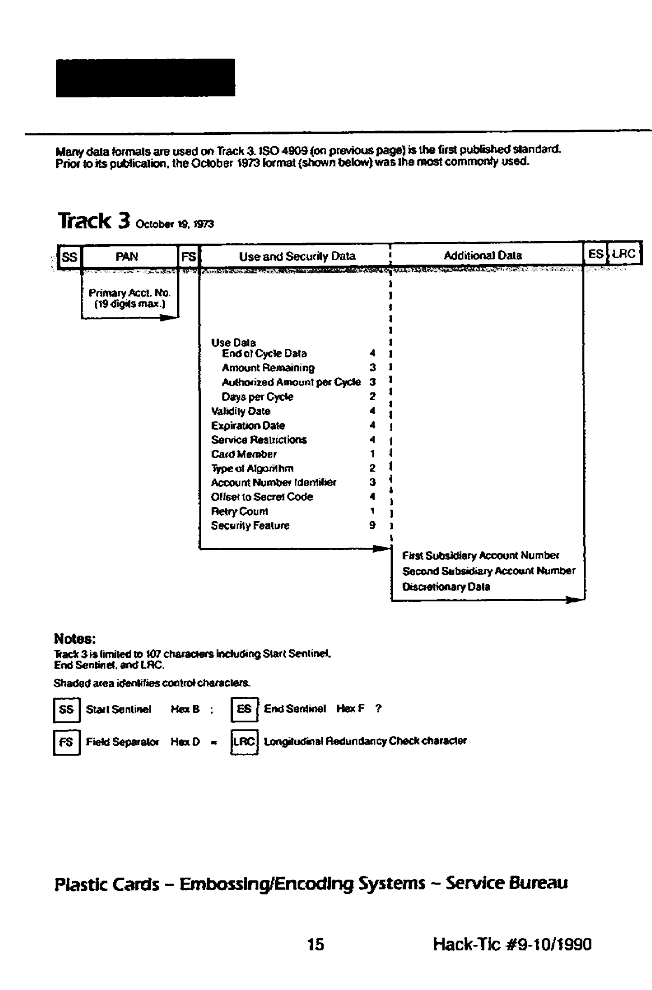 Many data formats are used on Track 3. ISO 4909 (on previous page) is the first published standard.
Prior to its publication, the October 1973 format (shown below) was the most commonly used.
Track 3 October 19, 1973
SS PAN FS Use and Security Data Additional Data ES LRC
Primary Acct. No.
(19 digits max.)
Use Data
End of Cycle Data 4
Amount Remaining 3
Authorized Amount per Cycle 3
Days per Cycle 2
Validity Date 4
Expiration Date 4
Service Restrictions 4
Card Member 1
Type of Algorithm 2
Account Number Identifier 3
Offset to Secret Code 4
Retry Count 1
Security Feature 9
First Subsidiary Account Number
Second Subsidiary Account Number
Discretionary Data
Notes:
Track 3 is limited to 107 characters including Start Sentinel,
End Sentinel, and LRC.
Shaded area identifies control characters.
SS Start Sentinel Hex B ; ES End Sentinel Hex F ?
FS Field Separator Hex D = LRC Longitudinal Redundancy Check character
Plastic Cards – Embossing/Encoding Systems – Service Bureau
15 Hack-Tic #9-10/1990